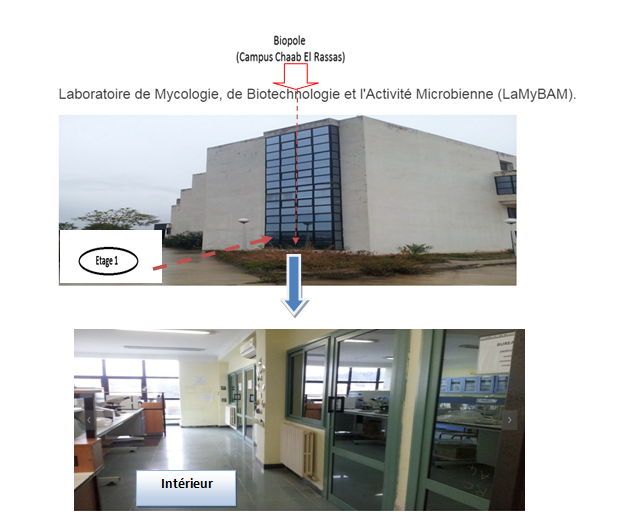 Biopole
(Campus Chaab El Rassas)
Laboratoire de Mycologie, de Biotechnologie et l'Activité Microbienne (LaMyBAM).
Etage 1
Intérieur